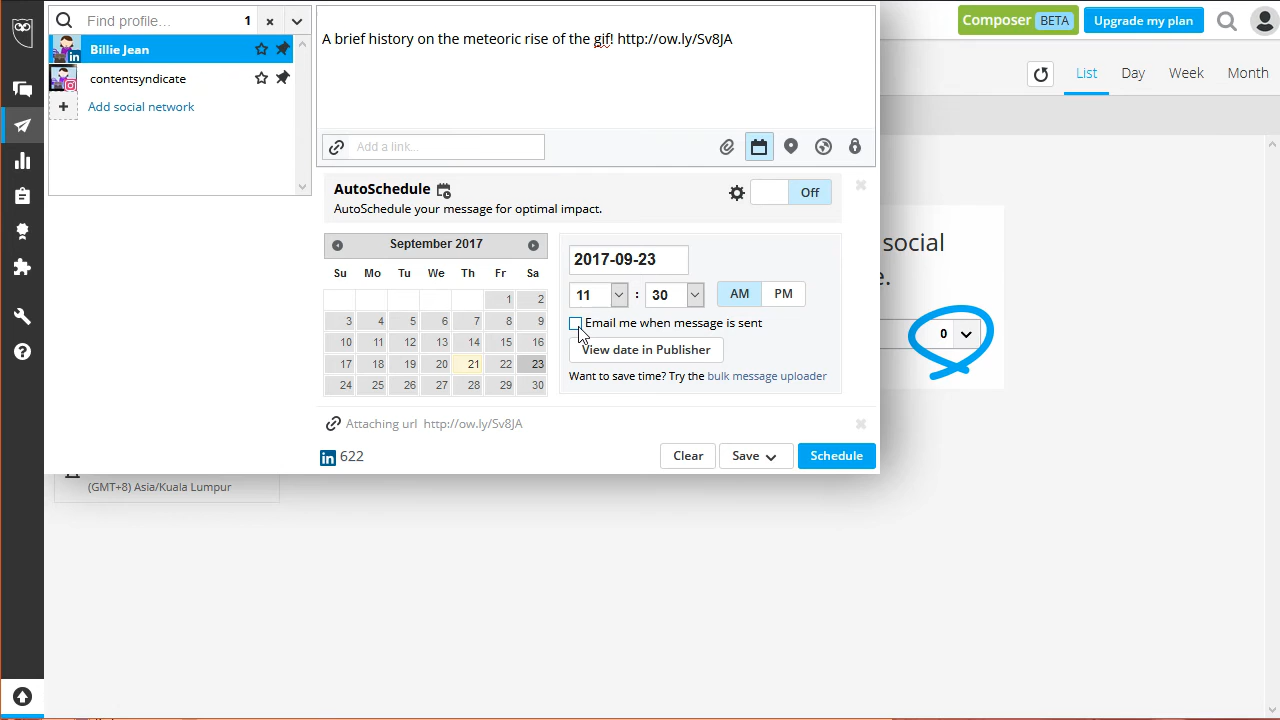 Find profile... 1
Billie Jean
contentsyndicate
Add social network
A brief history on the meteoric rise of the gif! http://ow.ly/Sv8JA
Add a link...
Composer BETA
Upgrade my plan
List Day Week Month
AutoSchedule
AutoSchedule your message for optimal impact.
Off
September 2017
Su Mo Tu We Th Fr Sa
1 2
3 4 5 6 7 8 9
10 11 12 13 14 15 16
17 18 19 20 21 22 23
24 25 26 27 28 29 30
2017-09-23
11 : 30 AM PM
Email me when message is sent
View date in Publisher
Want to save time? Try the bulk message uploader
social
e.
0
Attaching url http://ow.ly/Sv8JA
in 622
Clear Save Schedule
(GMT+8) Asia/Kuala Lumpur